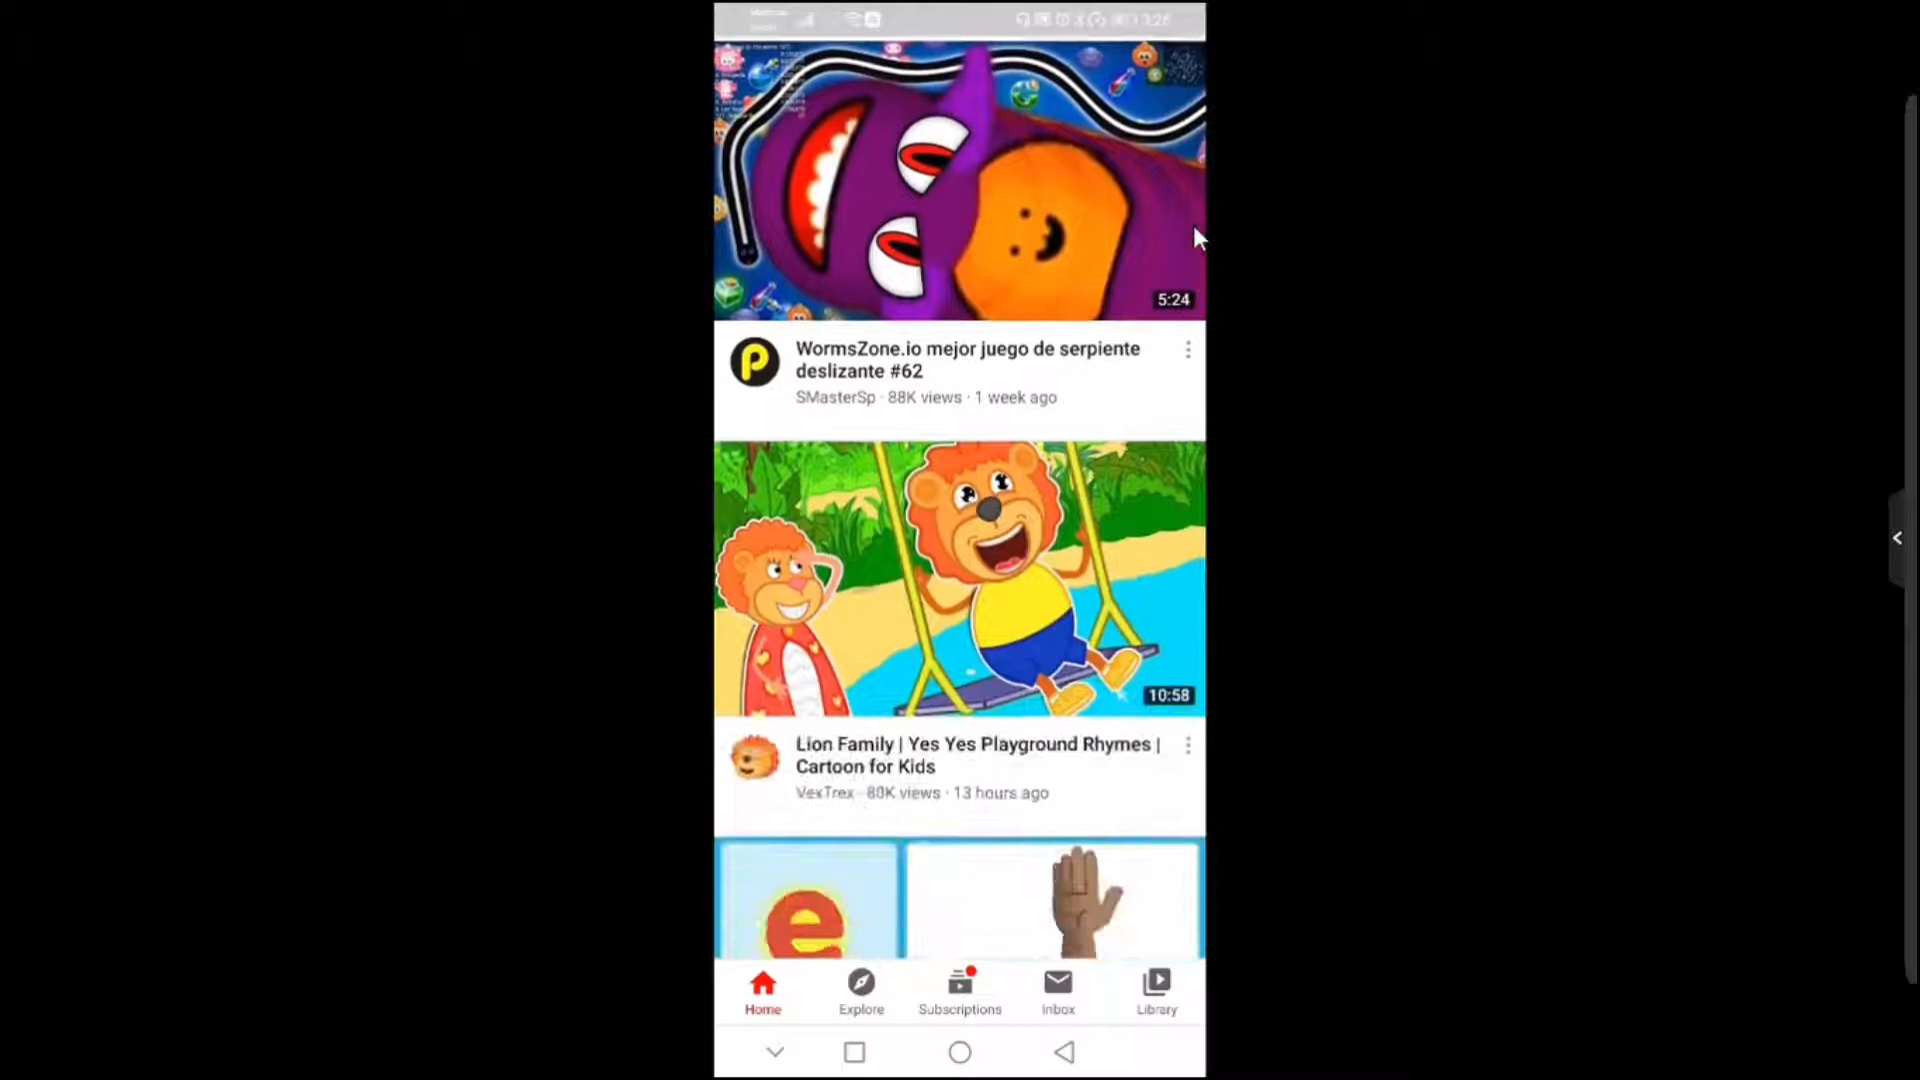 3:26
5:24
P
WormsZone.io mejor juego de serpiente
deslizante #62
SMasterSp · 88K views · 1 week ago
10:58
Lion Family | Yes Yes Playground Rhymes |
Cartoon for Kids
VexTrex · 80K views · 13 hours ago
e
Home
Explore
Subscriptions
Inbox
Library